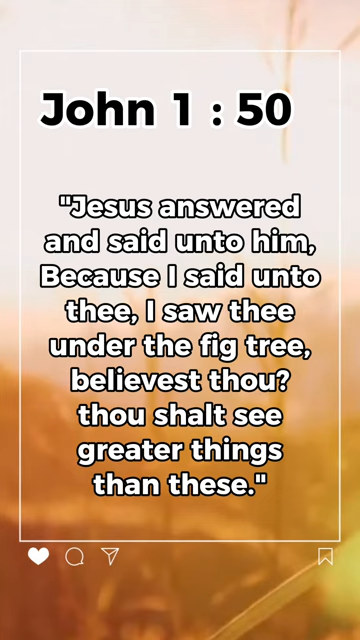 John 1 : 50
"Jesus answered
and said unto him,
Because I said unto
thee, I saw thee
under the fig tree,
believest thou?
thou shalt see
greater things
than these."